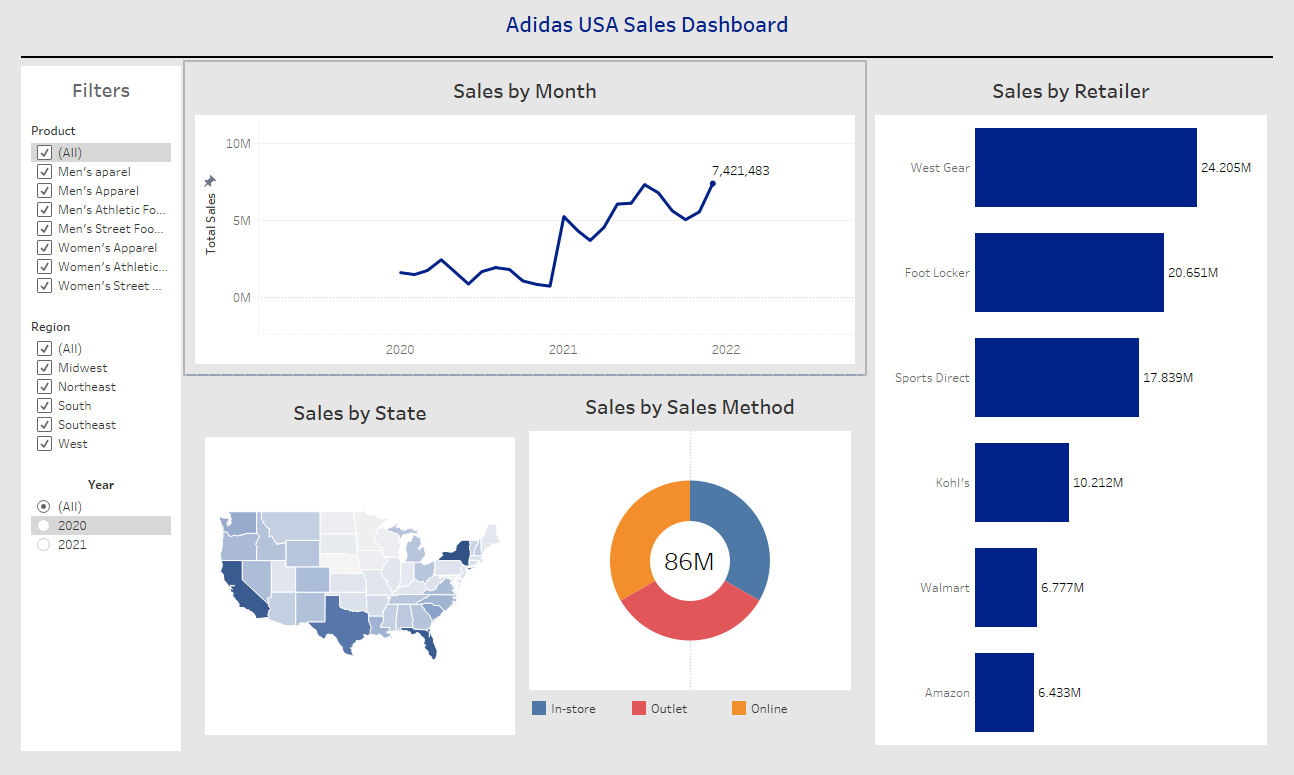 Adidas USA Sales Dashboard
Filters
Product
(All)
Men's aparel
Men's Apparel
Men's Athletic Fo...
Men's Street Foo...
Women's Apparel
Women's Athletic...
Women's Street ...
Region
(All)
Midwest
Northeast
South
Southeast
West
Year
(All)
2020
2021
Sales by Month
Total Sales
10M
5M
0M
7,421,483
2020
2021
2022
Sales by State
Sales by Sales Method
86M
In-store
Outlet
Online
Sales by Retailer
West Gear
24.205M
Foot Locker
20.651M
Sports Direct
17.839M
Kohl's
10.212M
Walmart
6.777M
Amazon
6.433M